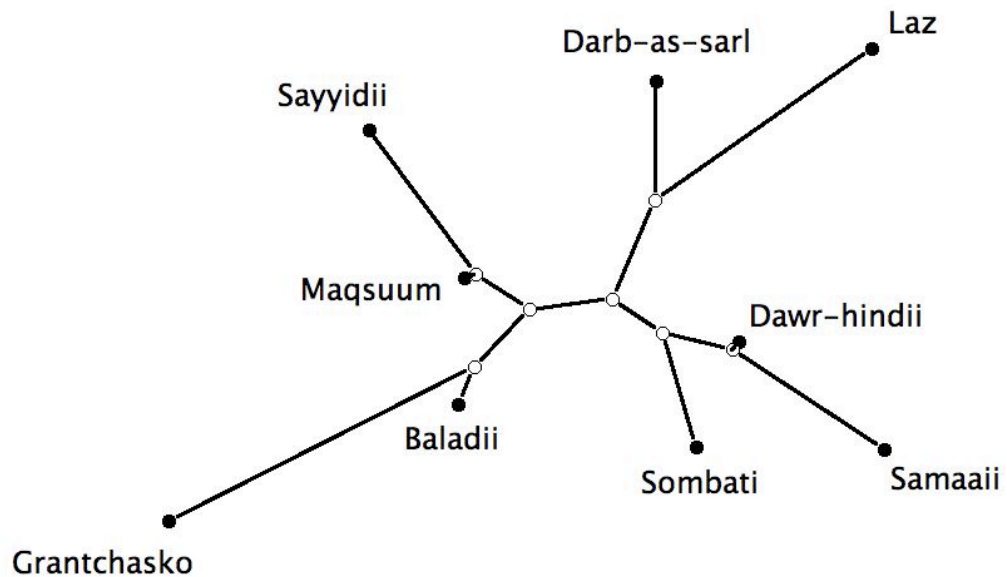 Laz
Darb-as-sarl
Sayyidii
Maqsuum
Dawr-hindii
Baladii
Sombati
Samaaii
Grantchasko